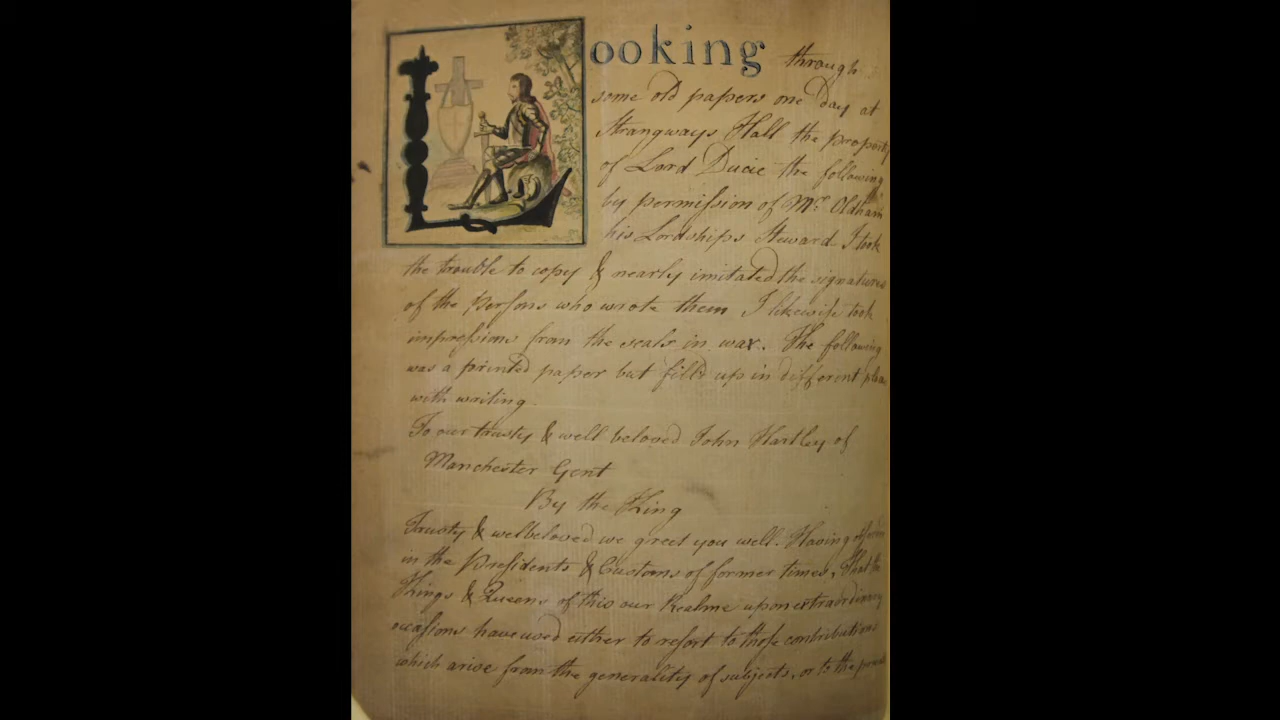 Looking through
some old papers one Day at
Strangways Hall the property
of Lord Ducie the following
by permission of Mr. Oldham
his Lordships Steward I took
the trouble to copy & nearly imitated the signatures
of the persons who wrote them I likewise took
impressions from the seals in wax. The following
was a printed paper but fill'd up in different
with writing
To our trusty & well beloved John Hartley of
Manchester Gent
By the King
Trusty & welbeloved we greet you well. Having
in the Presidents & Customs of former times, that the
Kings & Queens of this our Realme upon extraordinary
occasions have used either to resort to those contributions
which arise from the generality of subjects, or to the